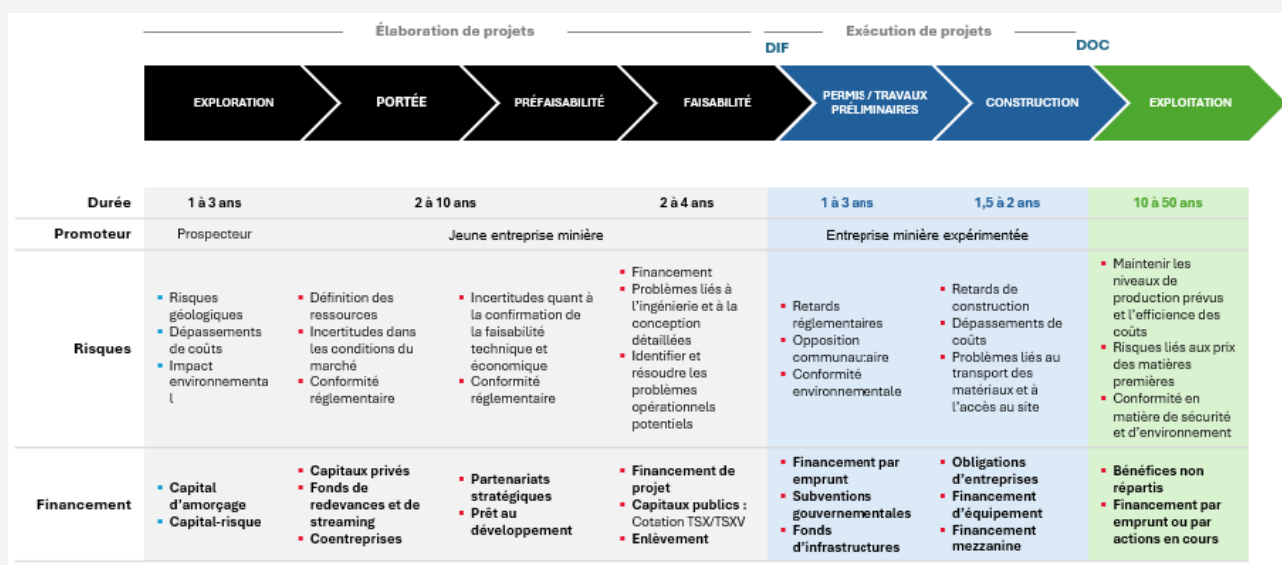 Élaboration de projets
Exécution de projets
DIF
DOC
EXPLORATION
PORTÉE
PRÉFAISABILITÉ
FAISABILITÉ
PERMIS / TRAVAUX
PRÉLIMINAIRES
CONSTRUCTION
EXPLOITATION
Durée
1 à 3 ans
2 à 10 ans
2 à 4 ans
1 à 3 ans
1,5 à 2 ans
10 à 50 ans
Promoteur
Prospecteur
Jeune entreprise minière
Entreprise minière expérimentée
Risques
▪ Risques
géologiques
▪ Dépassements
de coûts
▪ Impact
environnementa
l
▪ Définition des
ressources
▪ Incertitudes dans
les conditions du
marché
▪ Conformité
réglementaire
▪ Incertitudes quant à
la confirmation de
la faisabilité
technique et
économique
▪ Conformité
réglementaire
▪ Financement
▪ Problèmes liés à
l'ingénierie et à la
conception
détaillées
▪ Identifier et
résoudre les
problèmes
opérationnels
potentiels
▪ Retards
réglementaires
▪ Opposition
communautaire
▪ Conformité
environnementale
▪ Retards de
construction
▪ Dépassements de
coûts
▪ Problèmes liés au
transport des
matériaux et à
l'accès au site
▪ Maintenir les
niveaux de
production prévus
et l'efficience des
coûts
▪ Risques liés aux prix
des matières
premières
▪ Conformité en
matière de sécurité
et d'environnement
Financement
▪ Capital
d'amorçage
▪ Capital-risque
▪ Capitaux privés
▪ Fonds de
redevances et de
streaming
▪ Coentreprises
▪ Partenariats
stratégiques
▪ Prêt au
développement
▪ Financement de
projet
▪ Capitaux publics :
Cotation TSX/TSXV
▪ Enlèvement
▪ Financement par
emprunt
▪ Subventions
gouvernementales
▪ Fonds
d'infrastructures
▪ Obligations
d'entreprises
▪ Financement
d'équipement
▪ Financement
mezzanine
▪ Bénéfices non
répartis
▪ Financement par
emprunt ou par
actions en cours